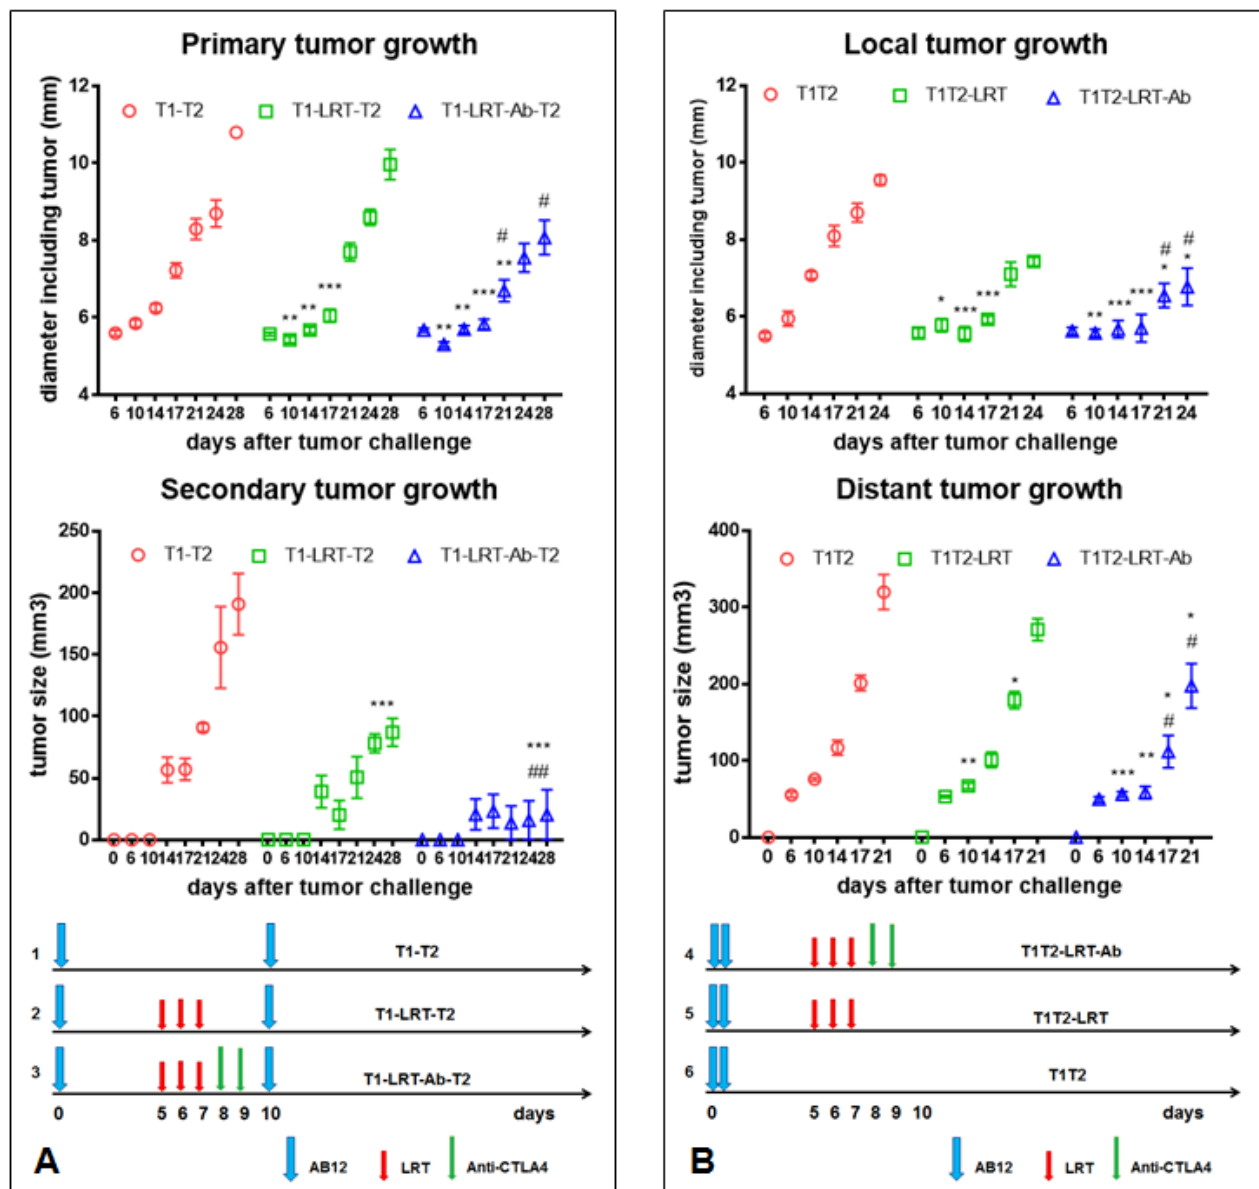 Primary tumor growth
diameter including tumor (mm)
12
10
8
6
4
T1-T2
T1-LRT-T2
T1-LRT-Ab-T2
** ** ***
** ** *** ** # #
6 10 14 17 21 24 28 6 10 14 17 21 24 28 6 10 14 17 21 24 28
days after tumor challenge
Secondary tumor growth
tumor size (mm3)
250
200
150
100
50
0
T1-T2
T1-LRT-T2
T1-LRT-Ab-T2
***
***
##
0 6 10 14 17 21 24 28 0 6 10 14 17 21 24 28 0 6 10 14 17 21 24 28
days after tumor challenge
1 T1-T2
2 T1-LRT-T2
3 T1-LRT-Ab-T2
0 5 6 7 8 9 10 days
A AB12 LRT Anti-CTLA4
Local tumor growth
diameter including tumor (mm)
12
10
8
6
4
T1T2
T1T2-LRT
T1T2-LRT-Ab
* *** ***
** *** *** # * # *
6 10 14 17 21 24 6 10 14 17 21 24 6 10 14 17 21 24
days after tumor challenge
Distant tumor growth
tumor size (mm3)
400
300
200
100
0
T1T2
T1T2-LRT
T1T2-LRT-Ab
** *
*** ** * # * #
0 6 10 14 17 21 0 6 10 14 17 21 0 6 10 14 17 21
days after tumor challenge
4 T1T2-LRT-Ab
5 T1T2-LRT
6 T1T2
0 5 6 7 8 9 10 days
B AB12 LRT Anti-CTLA4